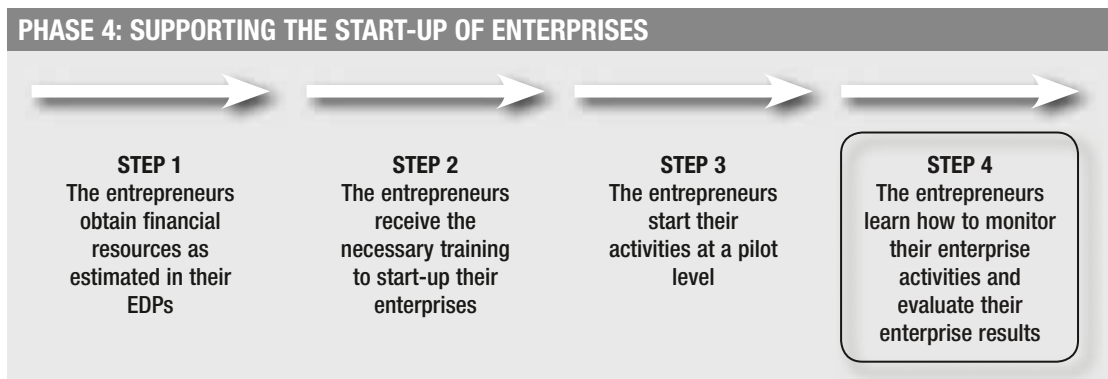 PHASE 4: SUPPORTING THE START-UP OF ENTERPRISES
STEP 1
The entrepreneurs
obtain financial
resources as
estimated in their
EDPs
STEP 2
The entrepreneurs
receive the
necessary training
to start-up their
enterprises
STEP 3
The entrepreneurs
start their
activities at a pilot
level
STEP 4
The entrepreneurs
learn how to monitor
their enterprise
activities and
evaluate their
enterprise results